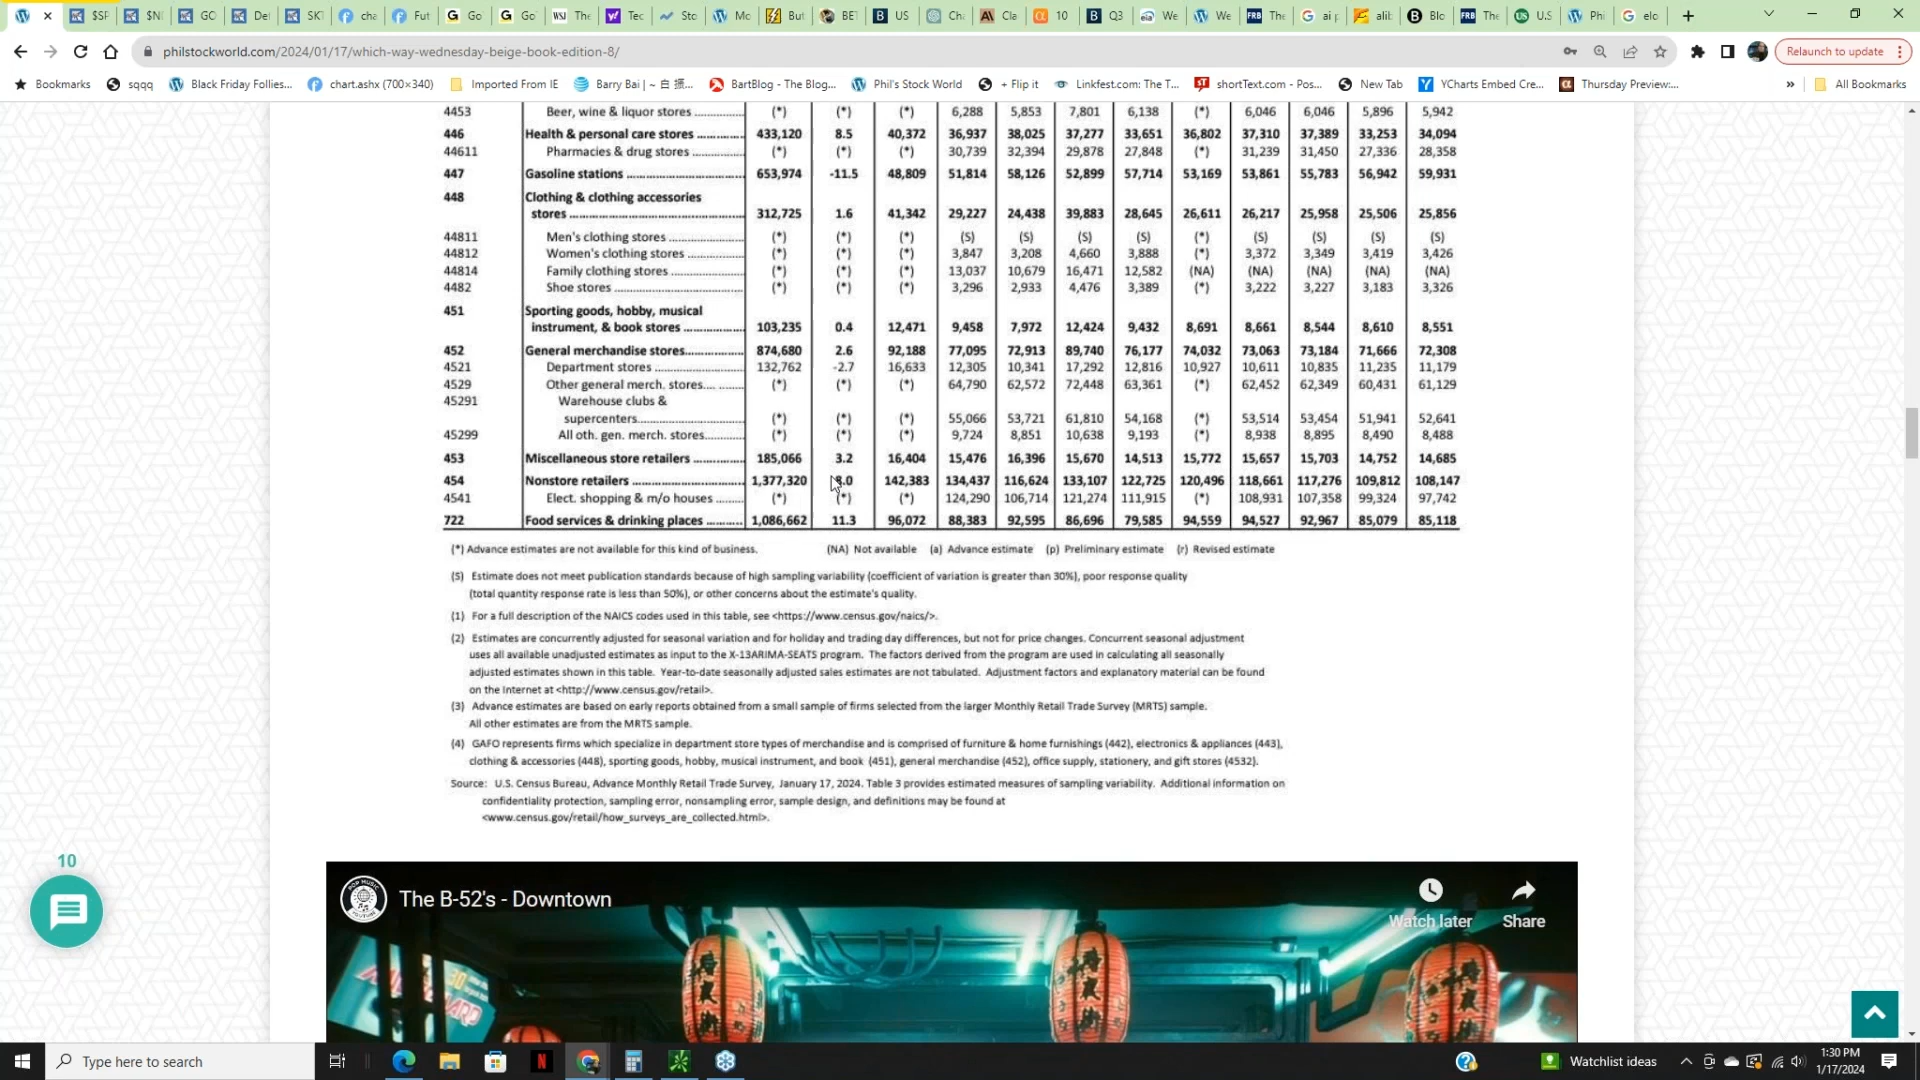 $SP
$N
GO
Def
SKT
cha
Fut
Go
Go
The
Tec
Sto
Mo
But
BET
US
Ch
Cla
10
Q3
We
We
The
ai p
alib
Blo
The
U.S
Phi
elo
philstockworld.com/2024/01/17/which-way-wednesday-beige-book-edition-8/
Relaunch to update
Bookmarks
sqqq
Black Friday Follies...
chart.ashx (700×340)
Imported From IE
Barry Bai | ~ 白 摂...
BartBlog - The Blog...
Phil's Stock World
+ Flip it
Linkfest.com: The T...
shortText.com - Pos...
New Tab
YCharts Embed Cre...
Thursday Preview:...
»
All Bookmarks
4453 Beer, wine & liquor stores (*) (*) (*) 6,288 5,853 7,801 6,138 (*) 6,046 6,046 5,896 5,942
446 Health & personal care stores 433,120 8.5 40,372 36,937 38,025 37,277 33,651 36,802 37,310 37,389 33,253 34,094
44611 Pharmacies & drug stores (*) (*) (*) 30,739 32,394 29,878 27,848 (*) 31,239 31,450 27,336 28,358
447 Gasoline stations 653,974 -11.5 48,809 51,814 58,126 52,899 57,714 53,169 53,861 55,783 56,942 59,931
448 Clothing & clothing accessories
stores 312,725 1.6 41,342 29,227 24,438 39,883 28,645 26,611 26,217 25,958 25,506 25,856
44811 Men's clothing stores (*) (*) (*) (S) (S) (S) (S) (*) (S) (S) (S) (S)
44812 Women's clothing stores (*) (*) (*) 3,847 3,208 4,660 3,888 (*) 3,372 3,349 3,419 3,426
44814 Family clothing stores (*) (*) (*) 13,037 10,679 16,471 12,582 (NA) (NA) (NA) (NA) (NA)
4482 Shoe stores (*) (*) (*) 3,296 2,933 4,476 3,389 (*) 3,222 3,227 3,183 3,326
451 Sporting goods, hobby, musical
instrument, & book stores 103,235 0.4 12,471 9,458 7,972 12,424 9,432 8,691 8,661 8,544 8,610 8,551
452 General merchandise stores 874,680 2.6 92,188 77,095 72,913 89,740 76,177 74,032 73,063 73,184 71,666 72,308
4521 Department stores 132,762 -2.7 16,633 12,305 10,341 17,292 12,816 10,927 10,611 10,835 11,235 11,179
4529 Other general merch. stores (*) (*) (*) 64,790 62,572 72,448 63,361 (*) 62,452 62,349 60,431 61,129
45291 Warehouse clubs &
supercenters (*) (*) (*) 55,066 53,721 61,810 54,168 (*) 53,514 53,454 51,941 52,641
45299 All oth. gen. merch. stores (*) (*) (*) 9,724 8,851 10,638 9,193 (*) 8,938 8,895 8,490 8,488
453 Miscellaneous store retailers 185,066 3.2 16,404 15,476 16,396 15,670 14,513 15,772 15,657 15,703 14,752 14,685
454 Nonstore retailers 1,377,320 8.0 142,383 134,437 116,624 133,107 122,725 120,496 118,661 117,276 109,812 108,147
4541 Elect. shopping & m/o houses (*) (*) (*) 124,290 106,714 121,274 111,915 (*) 108,931 107,358 99,324 97,742
722 Food services & drinking places 1,086,662 11.3 96,072 88,383 92,595 86,696 79,585 94,559 94,527 92,967 85,079 85,118
(*) Advance estimates are not available for this kind of business. (NA) Not available (a) Advance estimate (p) Preliminary estimate (r) Revised estimate
(S) Estimate does not meet publication standards because of high sampling variability (coefficient of variation is greater than 30%), poor response quality
(total quantity response rate is less than 50%), or other concerns about the estimate's quality.
(1) For a full description of the NAICS codes used in this table, see <https://www.census.gov/naics/>.
(2) Estimates are concurrently adjusted for seasonal variation and for holiday and trading day differences, but not for price changes. Concurrent seasonal adjustment
uses all available unadjusted estimates as input to the X-13ARIMA-SEATS program. The factors derived from the program are used in calculating all seasonally
adjusted estimates shown in this table. Year-to-date seasonally adjusted sales estimates are not tabulated. Adjustment factors and explanatory material can be found
on the Internet at <http://www.census.gov/retail>.
(3) Advance estimates are based on early reports obtained from a small sample of firms selected from the larger Monthly Retail Trade Survey (MRTS) sample.
All other estimates are from the MRTS sample.
(4) GAFO represents firms which specialize in department store types of merchandise and is comprised of furniture & home furnishings (442), electronics & appliances (443),
clothing & accessories (448), sporting goods, hobby, musical instrument, and book (451), general merchandise (452), office supply, stationery, and gift stores (4532).
Source: U.S. Census Bureau, Advance Monthly Retail Trade Survey, January 17, 2024. Table 3 provides estimated measures of sampling variability. Additional information on
confidentiality protection, sampling error, nonsampling error, sample design, and definitions may be found at
<www.census.gov/retail/how_surveys_are_collected.html>.
10
The B-52's - Downtown
Watch later
Share
Type here to search
Watchlist ideas
1:30 PM
1/17/2024